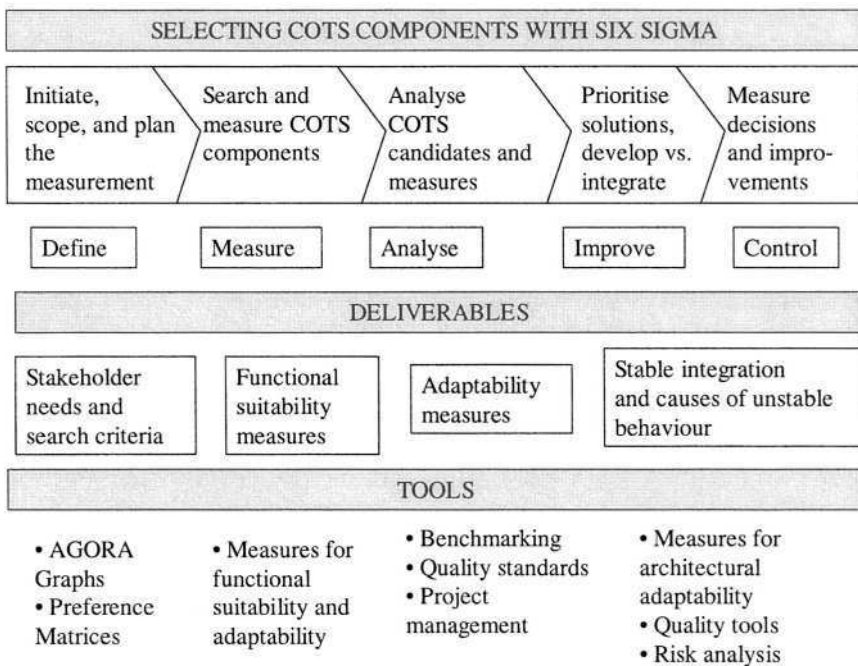 SELECTING COTS COMPONENTS WITH SIX SIGMA
Initiate,
scope, and plan
the
measurement
Search and
measure COTS
components
Analyse
COTS
candidates and
measures
Prioritise
solutions,
develop vs.
integrate
Measure
decisions
and impro-
vements
Define
Measure
Analyse
Improve
Control
DELIVERABLES
Stakeholder
needs and
search criteria
Functional
suitability
measures
Adaptability
measures
Stable integration
and causes of unstable
behaviour
TOOLS
• AGORA
Graphs
• Preference
Matrices
• Measures for
functional
suitability and
adaptability
• Benchmarking
• Quality standards
• Project
management
• Measures for
architectural
adaptability
• Quality tools
• Risk analysis